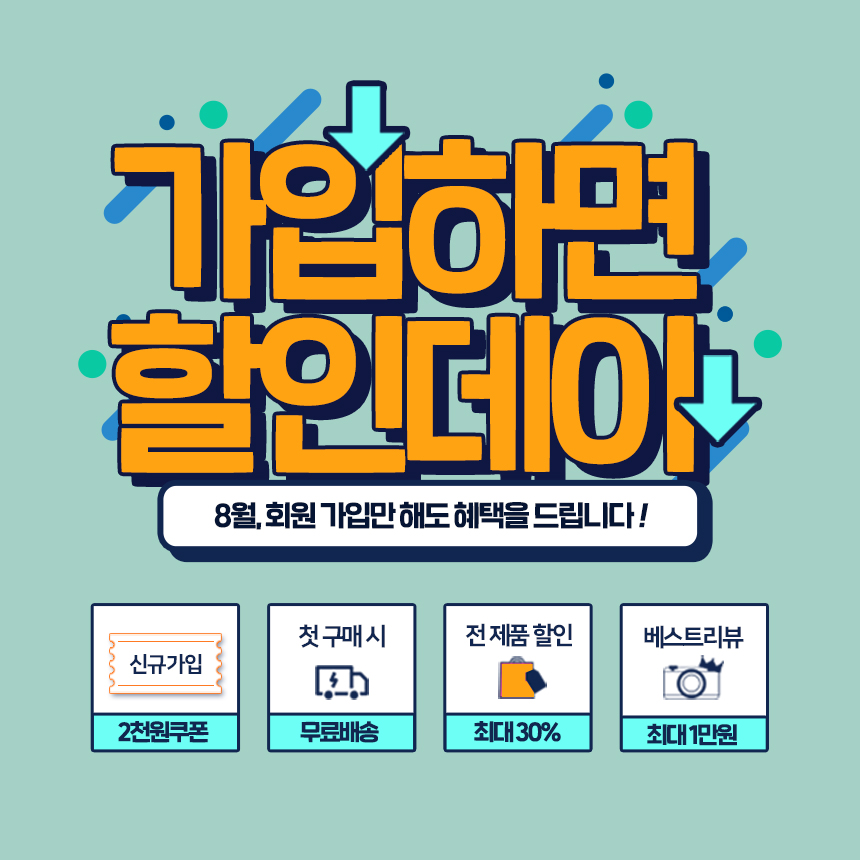 가입하면
할인데이
8월, 회원 가입만 해도 혜택을 드립니다!
신규가입
2천원쿠폰
첫 구매 시
무료배송
전 제품 할인
최대 30%
베스트리뷰
최대 1만원